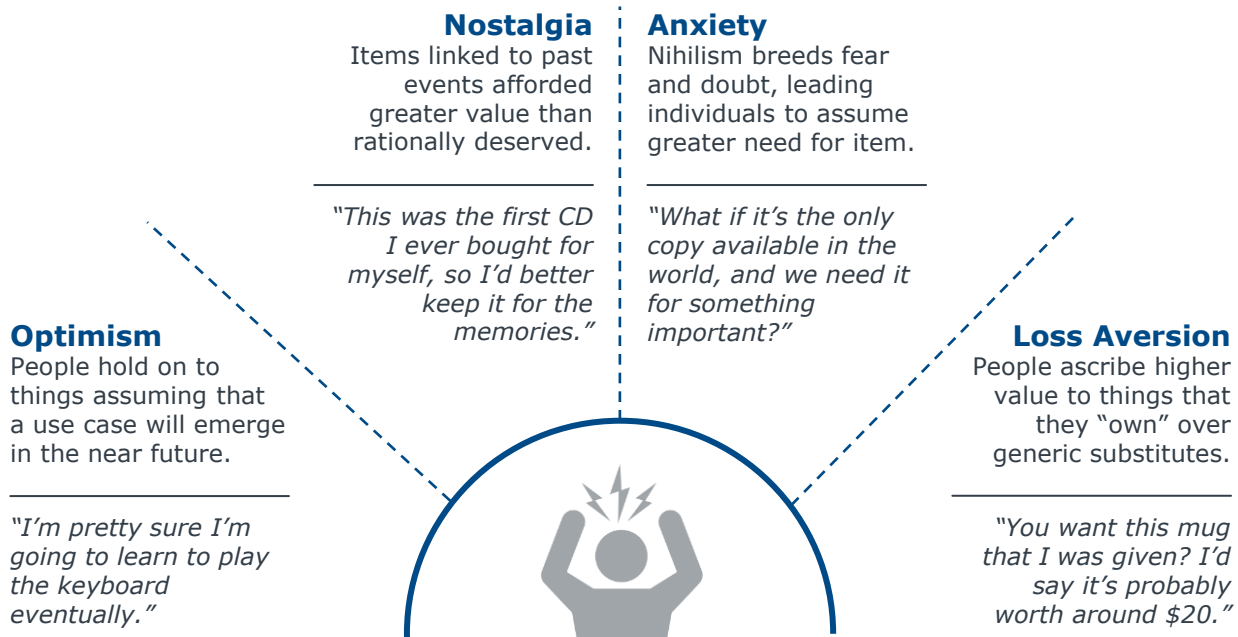 Nostalgia
Items linked to past
events afforded
greater value than
rationally deserved.
“This was the first CD
I ever bought for
myself, so I’d better
keep it for the
memories.”
Anxiety
Nihilism breeds fear
and doubt, leading
individuals to assume
greater need for item.
“What if it’s the only
copy available in the
world, and we need it
for something
important?”
Optimism
People hold on to
things assuming that
a use case will emerge
in the near future.
“I’m pretty sure I’m
going to learn to play
the keyboard
eventually.”
Loss Aversion
People ascribe higher
value to things that
they “own” over
generic substitutes.
“You want this mug
that I was given? I’d
say it’s probably
worth around $20.”